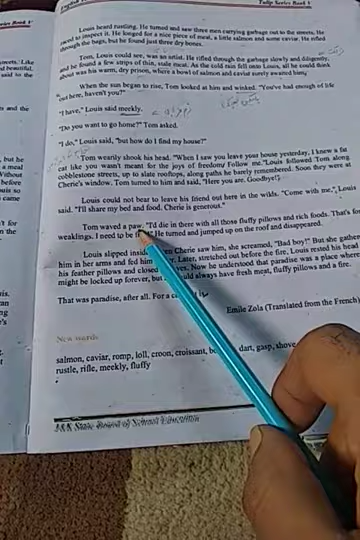 Tulip Series Book V
Louis heard rustling. He turned and saw three men carrying garbage out to the streets. He
raced to inspect it. He longed for a nice piece of meat, a little salmon and some caviar. He rifled
through the bags, but he found just three dry bones.
Tom, Louis could see, was an artist. He rifled through the garbage slowly and diligently,
and he found a few strips of thin, stale meat. As the cold rain fell onto Louis, all he could think
about was his warm, dry prison, where a bowl of salmon and caviar surely awaited him.
When the sun began to rise, Tom looked at him and winked. "You've had enough of life
out here, haven't you?"
"I have," Louis said meekly.
"Do you want to go home?" Tom asked.
"I do," Louis said, "but how do I find my house?"
Tom wearily shook his head. "When I saw you leave your house yesterday, I knew a fat
cat like you wasn't meant for the joys of freedom. Follow me." Louis followed Tom along
cobblestone streets, up to slate rooftops, along paths he barely remembered. Soon they were at
Cherie's window. Tom turned to him and said, "Here you are. Goodbye!"
Louis could not bear to leave his friend out here in the wilds. "Come with me," Louis
said. "I'll share my bed and food. Cherie is generous."
Tom waved a paw. "I'd die in there with all those fluffy pillows and rich foods. That's for
weaklings. I need to be He turned and jumped up on the roof and disappeared.
Louis slipped inside. Cherie saw him, she screamed, "Bad boy!" But she gathered
him in her arms and fed him Later, stretched out before the fire, Louis rested his head
his feather pillows and closed Now he understood that paradise was a place where
might be locked up forever, but always have fresh meat, fluffy pillows and a fire.
That was paradise, after all. For a
Emile Zola (Translated from the French
New words
salmon, caviar, romp, loll, croon, croissant, dart, gasp, shove
rustle, rifle, meekly, fluffy
J&K State Board of School Education